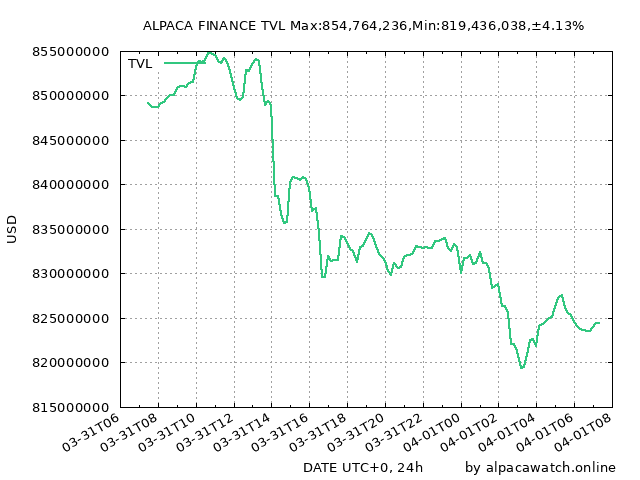 ALPACA FINANCE TVL Max:854,764,236,Min:819,436,038,±4.13%
TVL
855000000
850000000
845000000
840000000
835000000
830000000
825000000
820000000
815000000
USD
03-31T06
03-31T08
03-31T10
03-31T12
03-31T14
03-31T16
03-31T18
03-31T20
03-31T22
04-01T00
04-01T02
04-01T04
04-01T06
04-01T08
DATE UTC+0, 24h
by alpacawatch.online